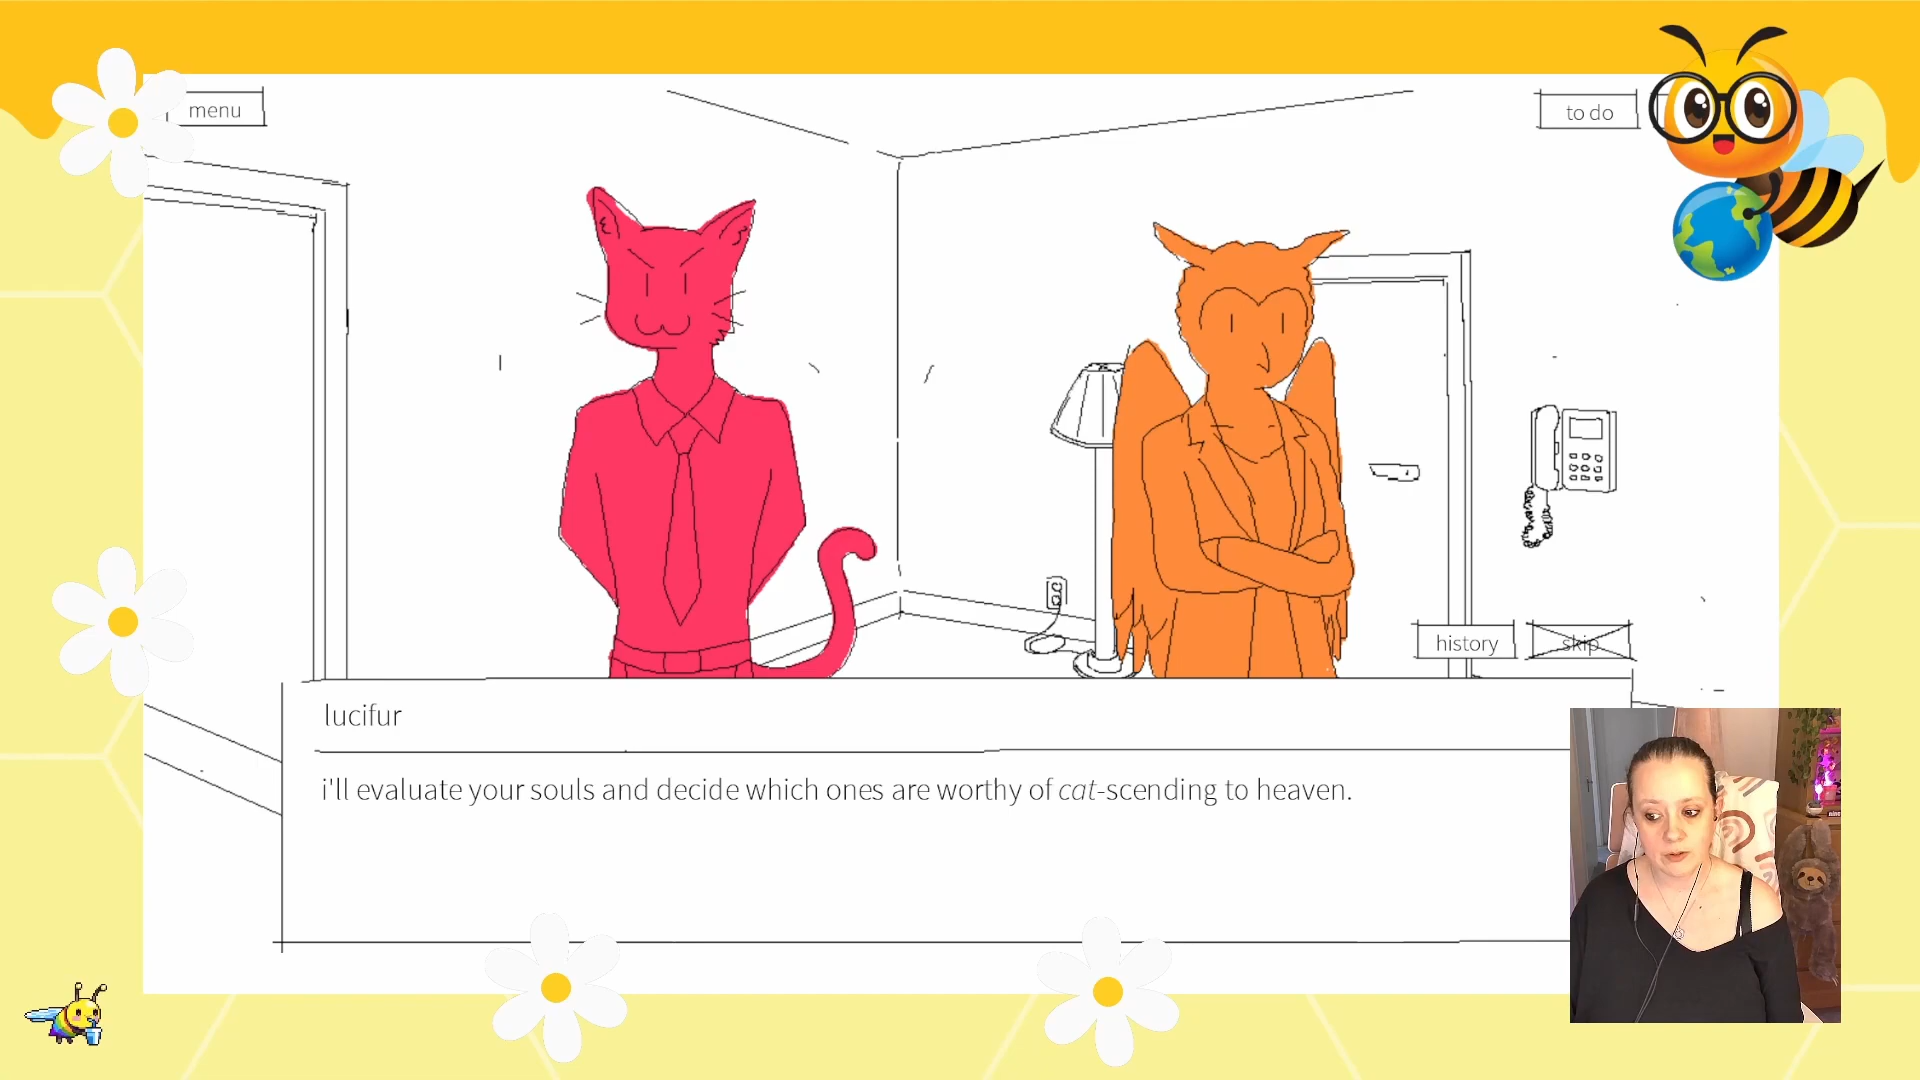 menu
to do
history
skip
lucifur
i'll evaluate your souls and decide which ones are worthy of cat-scending to heaven.